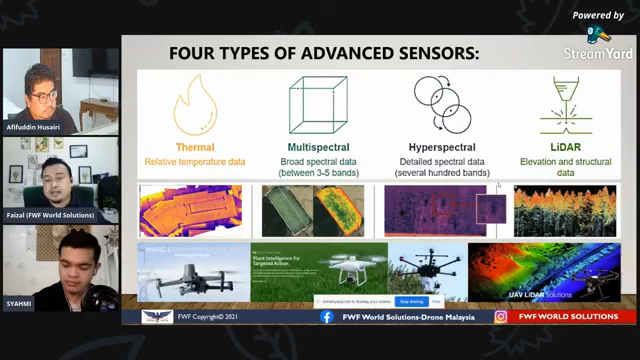 Powered by
StreamYard
FOUR TYPES OF ADVANCED SENSORS:
Thermal
Relative temperature data
Multispectral
Broad spectral data
(between 3-5 bands)
Hyperspectral
Detailed spectral data
(several hundred bands)
LiDAR
Elevation and structural
data
Afifuddin Husairi
Faizal (FWF World Solutions)
SYAHMI
MAVIC 2
Plant Intelligence for
Targeted Action
streamyard.com is sharing your screen.
Stop sharing
Hide
UAV LiDAR SOLUTIONS
FWF Copyright© 2021
FWF World Solutions-Drone Malaysia
FWF WORLD SOLUTIONS